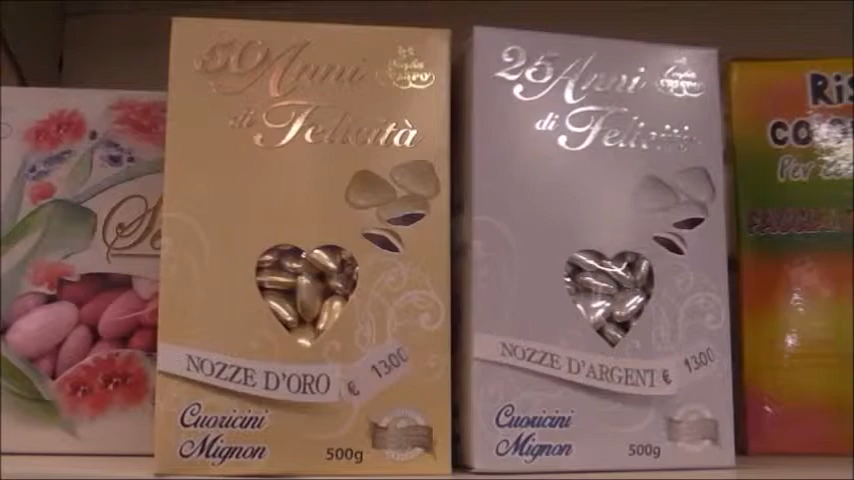 50 Anni
di Felicità
NOZZE D'ORO
€ 13.00
Cuoricini
Mignon
500g
25 Anni
di Felicità
NOZZE D'ARGENTO
€ 13.00
Cuoricini
Mignon
500g
Per